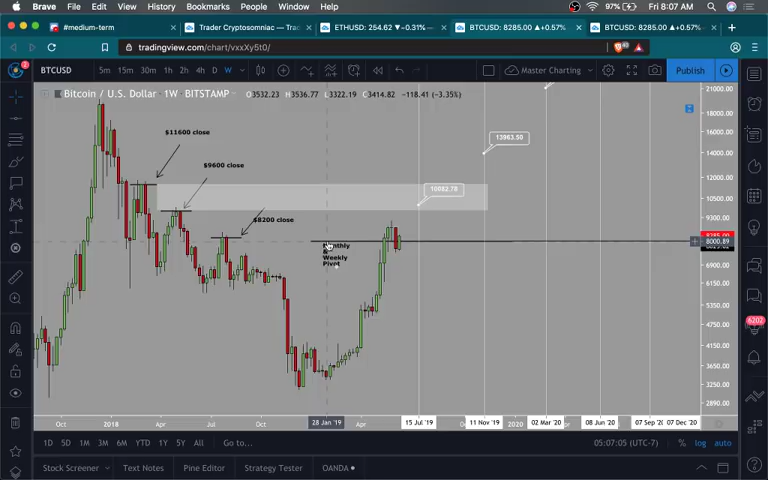 Brave File Edit View History Bookmarks People Window Help 97% Fri 8:07 AM
#medium-term
Trader Cryptosomniac |
ETHUSD: 254.62 ▼−0.31%
BTCUSD: 8285.00 ▲+0.57%
BTCUSD: 8285.00 ▲+0.57%
tradingview.com/chart/vxxXy5t0/
BTCUSD 5m 15m 30m 1h 2h 4h D W Master Charting Publish
Bitcoin / U.S. Dollar · 1W · BITSTAMP O3532.23 H3536.77 L3322.19 C3414.82 −118.41 (−3.35%)
21000.00
18000.00
$11600 close
13963.50
14000.00
$9600 close
12000.00
10082.78
10500.00
$8200 close
9300.00
8285.00
8000.89
Monthly
&
Weekly
Pivot
6900.00
6150.00
5350.00
4750.00
4250.00
3650.00
3250.00
2890.00
Oct 2018 Apr Jul Oct 28 Jan '19 Apr 15 Jul '19 11 Nov '19 2020 02 Mar '20 08 Jun '20 07 Sep '20 07 Dec '20
1D 5D 1M 3M 6M YTD 1Y 5Y All Go to... 05:07:05 (UTC-7) % log auto
Stock Screener Text Notes Pine Editor Strategy Tester OANDA